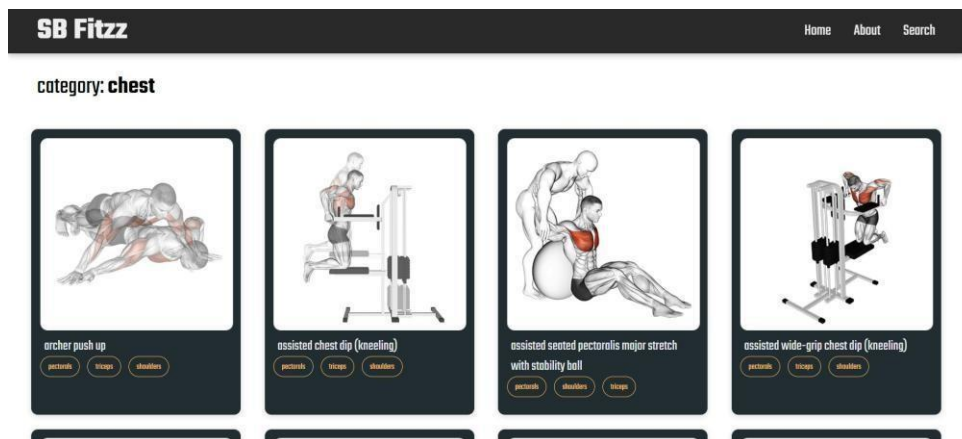 SB Fitzz
Home About Search
category: chest
archer push up
pectorals triceps shoulders
assisted chest dip (kneeling)
pectorals triceps shoulders
assisted seated pectoralis major stretch
with stability ball
pectorals shoulders triceps
assisted wide-grip chest dip (kneeling)
pectorals triceps shoulders